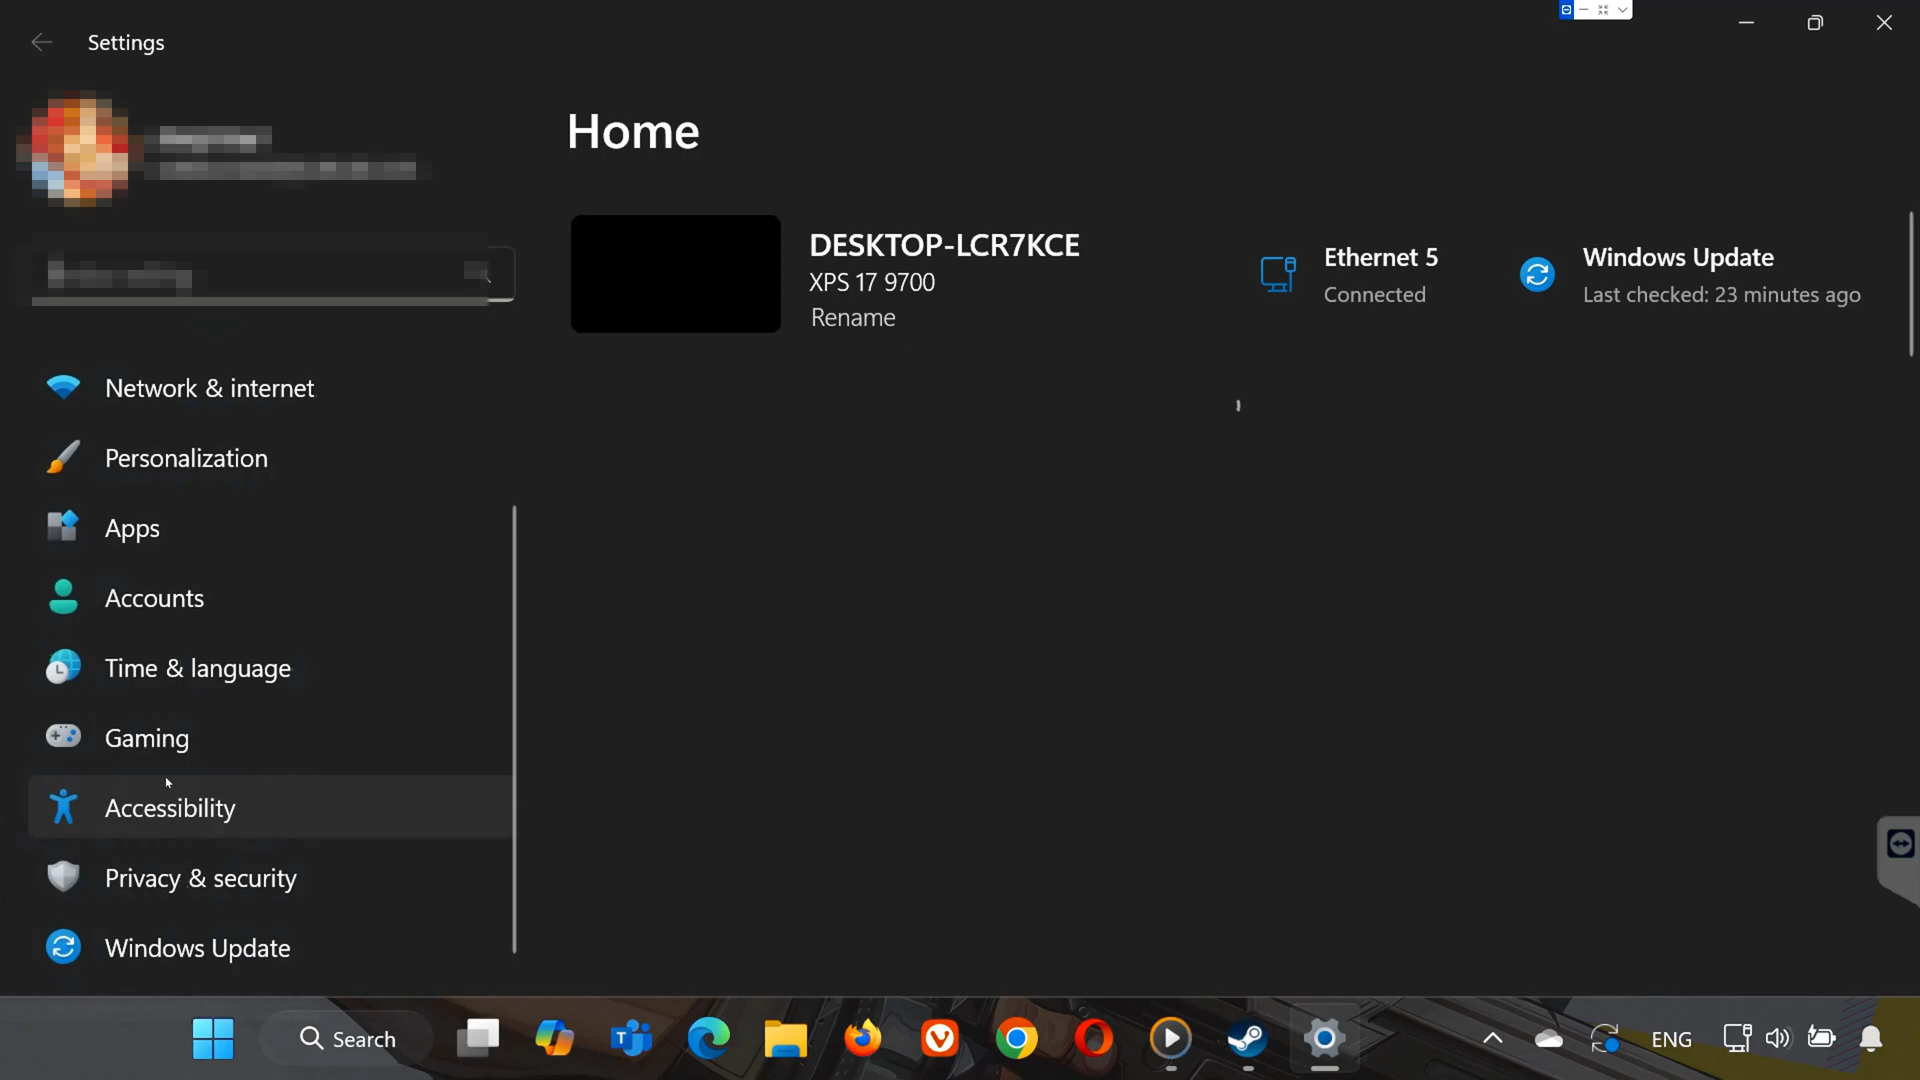 Settings
Home
DESKTOP-LCR7KCE
XPS 17 9700
Rename
Ethernet 5
Connected
Windows Update
Last checked: 23 minutes ago
Network & internet
Personalization
Apps
Accounts
Time & language
Gaming
Accessibility
Privacy & security
Windows Update
Search
ENG